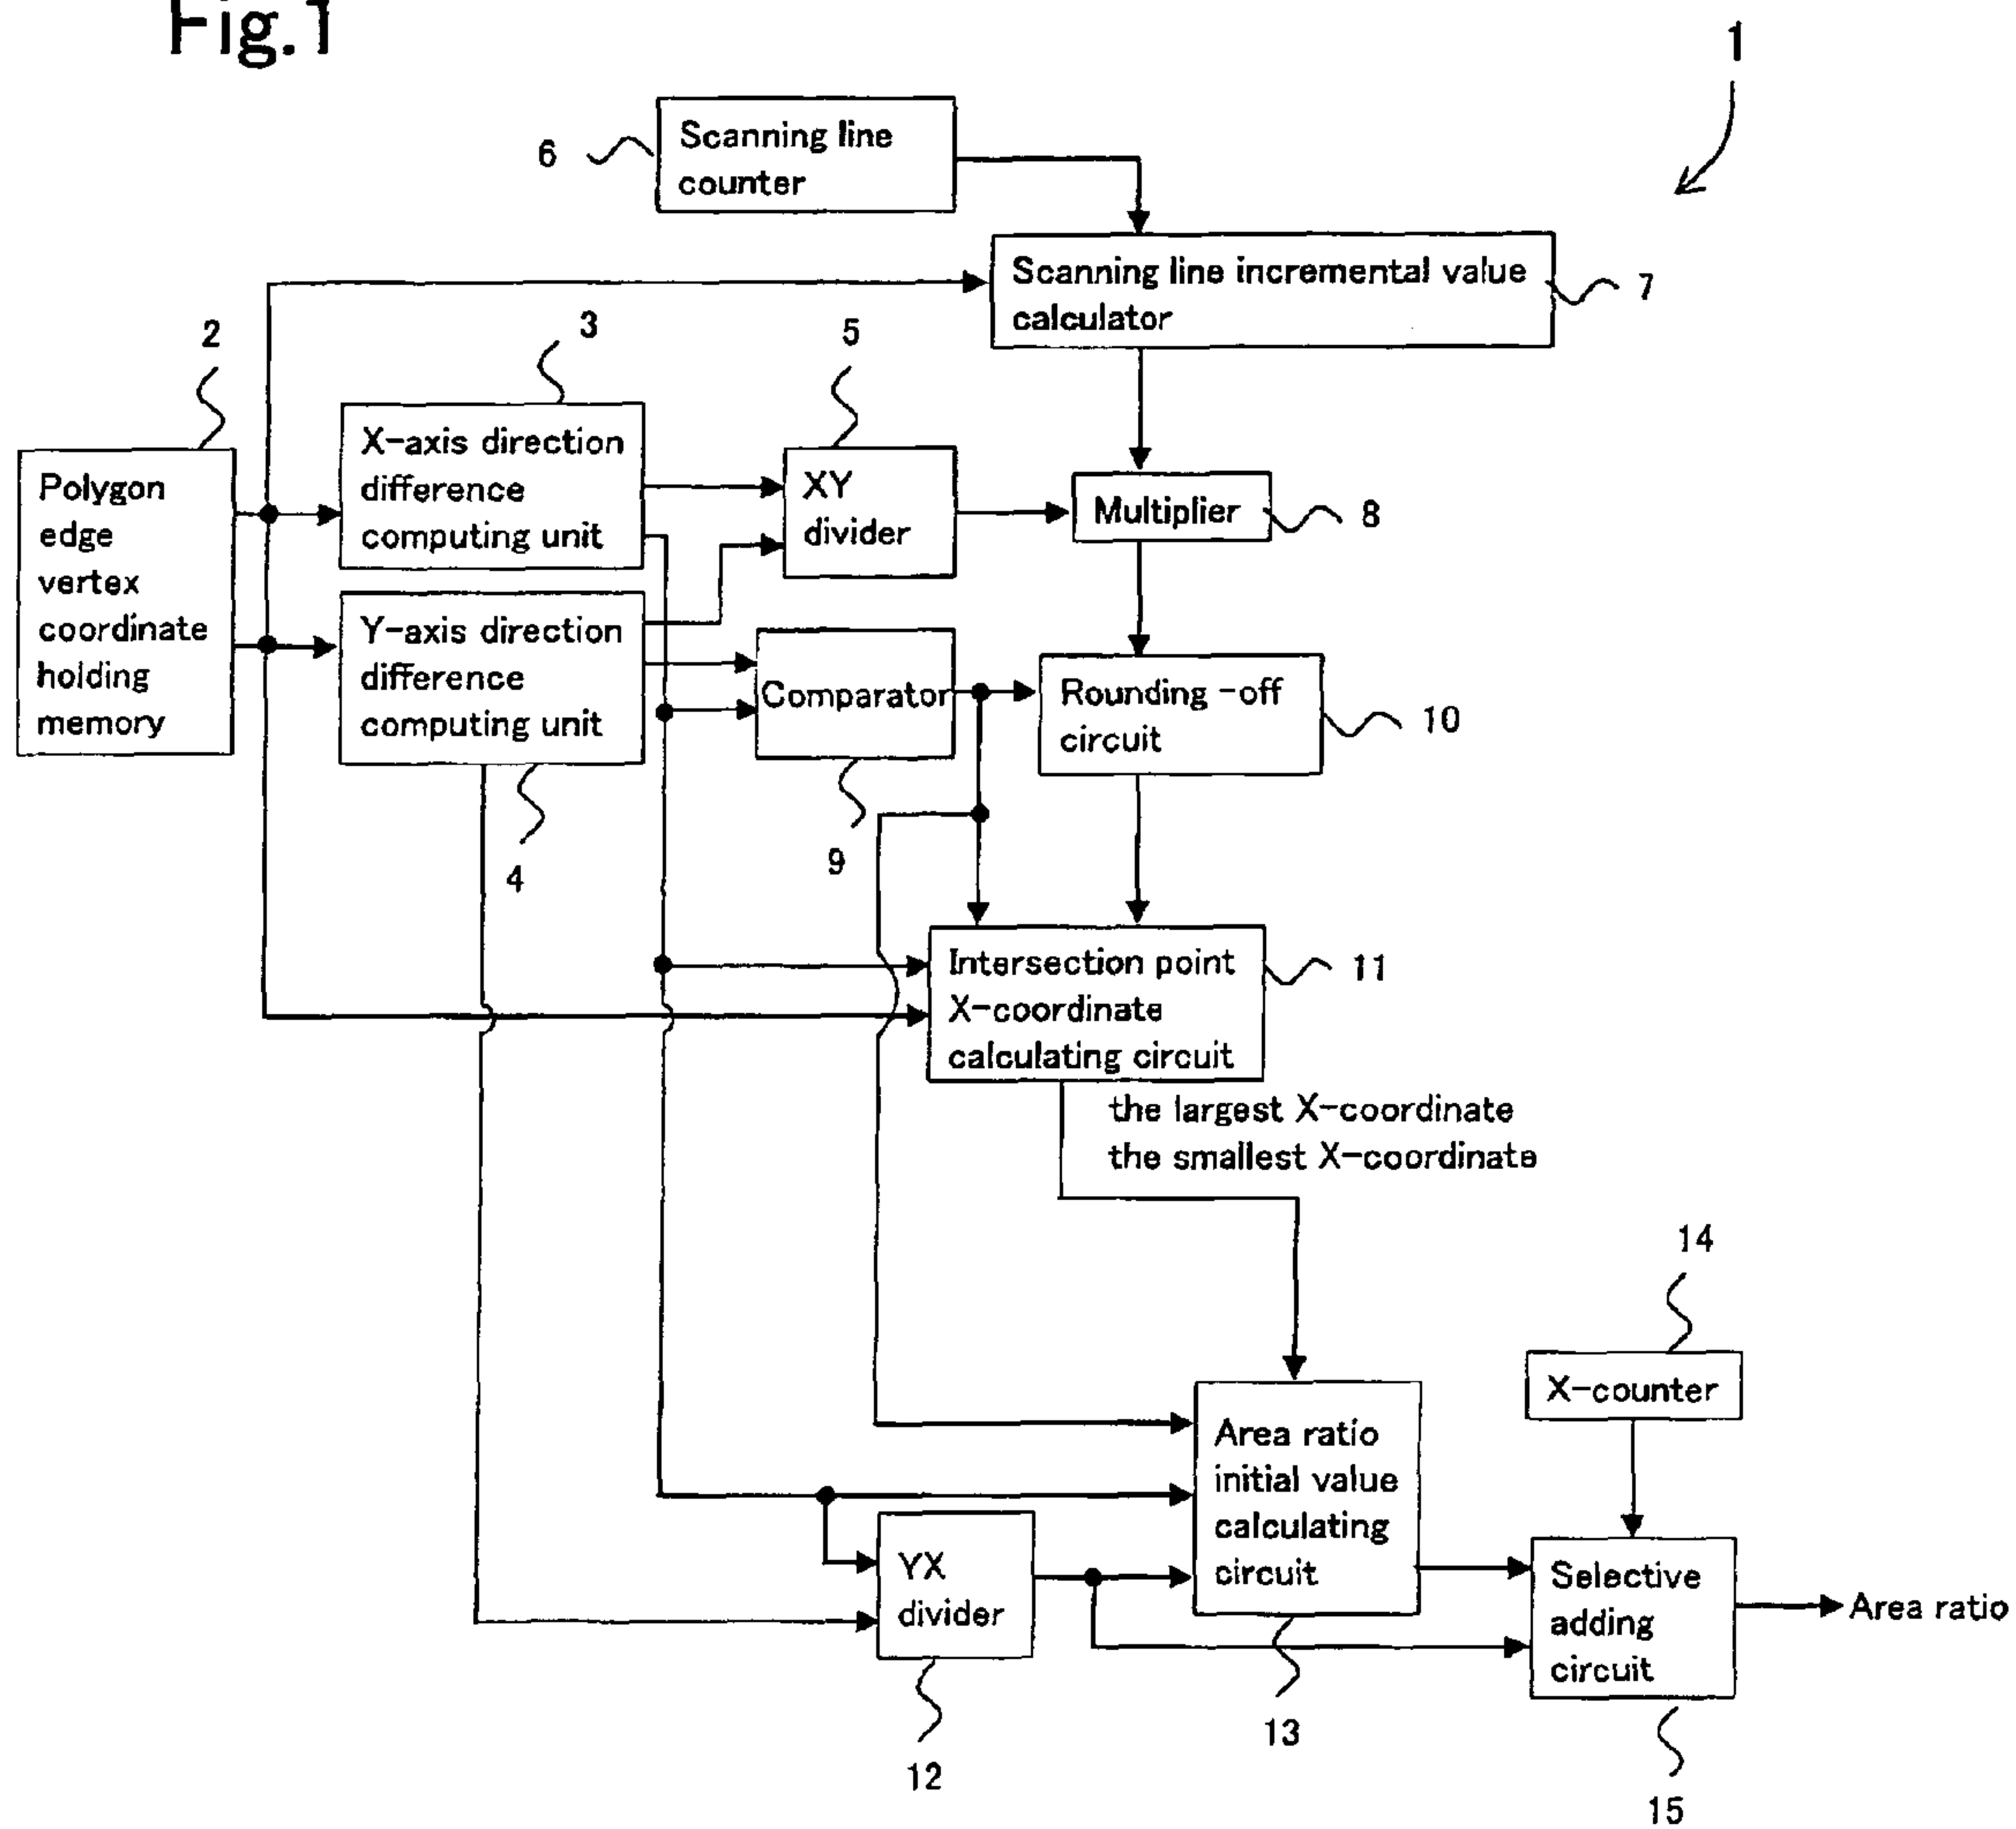 Fig.1
1
6
Scanning line
counter
Scanning line incremental value
calculator
7
2
3
5
Polygon
edge
vertex
coordinate
holding
memory
X-axis direction
difference
computing unit
XY
divider
Multiplier
8
Y-axis direction
difference
computing unit
4
Comparator
9
Rounding -off
circuit
10
Intersection point
X-coordinate
calculating circuit
11
the largest X-coordinate
the smallest X-coordinate
14
X-counter
Area ratio
initial value
calculating
circuit
13
YX
divider
12
Selective
adding
circuit
15
Area ratio